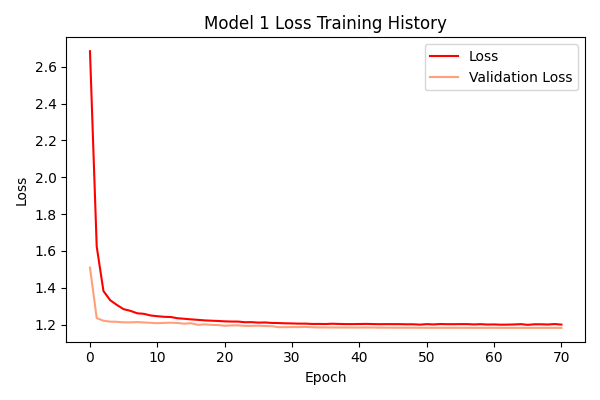 Model 1 Loss Training History
Loss
Validation Loss
2.6
2.4
2.2
2.0
1.8
1.6
1.4
1.2
Loss
0 10 20 30 40 50 60 70
Epoch